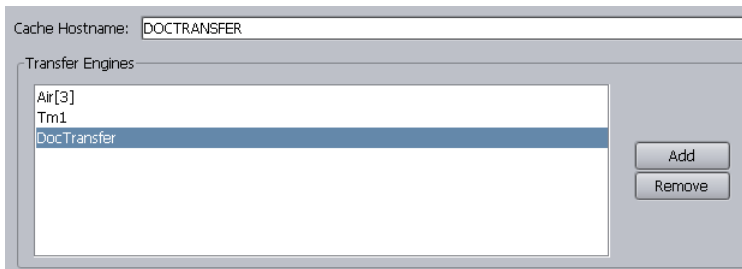 Cache Hostname: DOCTRANSFER
Transfer Engines
Air[3]
Tm1
DocTransfer
Add
Remove